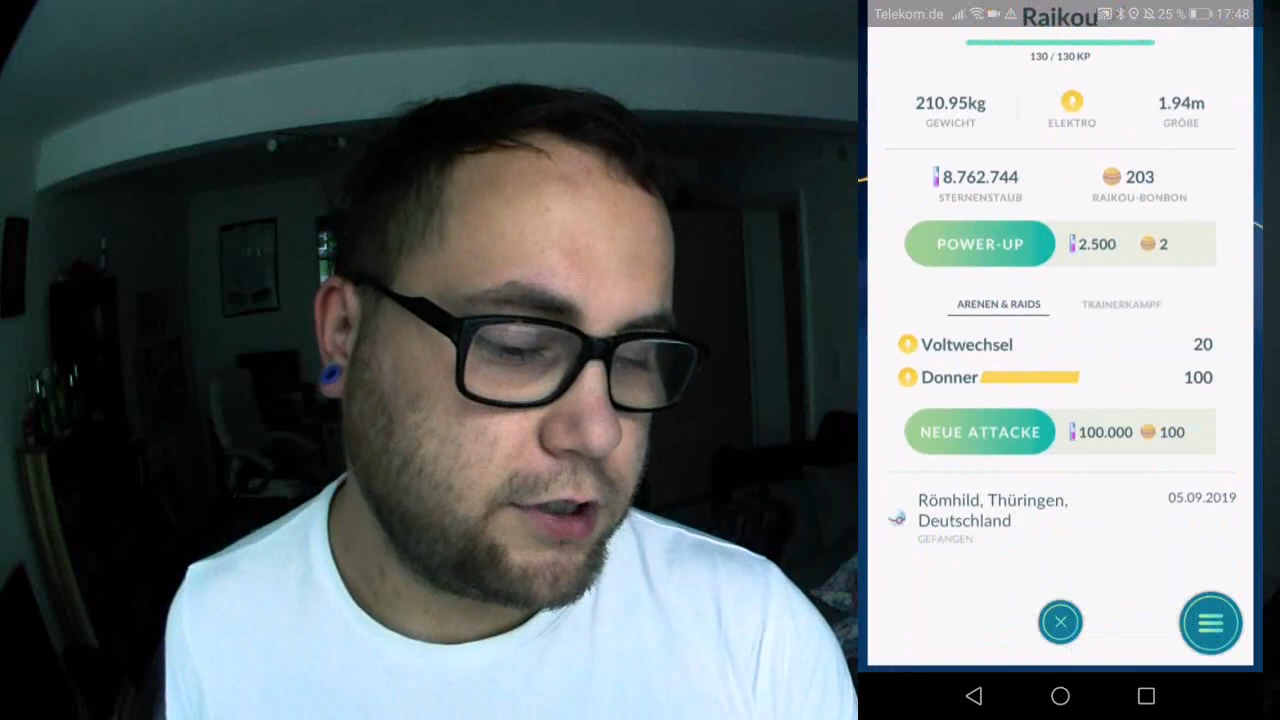 Telekom.de 25 % 17:48
Raikou
130 / 130 KP
210.95kg 1.94m
GEWICHT ELEKTRO GRÖßE
8.762.744 203
STERNENSTAUB RAIKOU-BONBON
POWER-UP 2.500 2
ARENEN & RAIDS TRAINERKAMPF
Voltwechsel 20
Donner 100
NEUE ATTACKE 100.000 100
Römhild, Thüringen, 05.09.2019
Deutschland
GEFANGEN